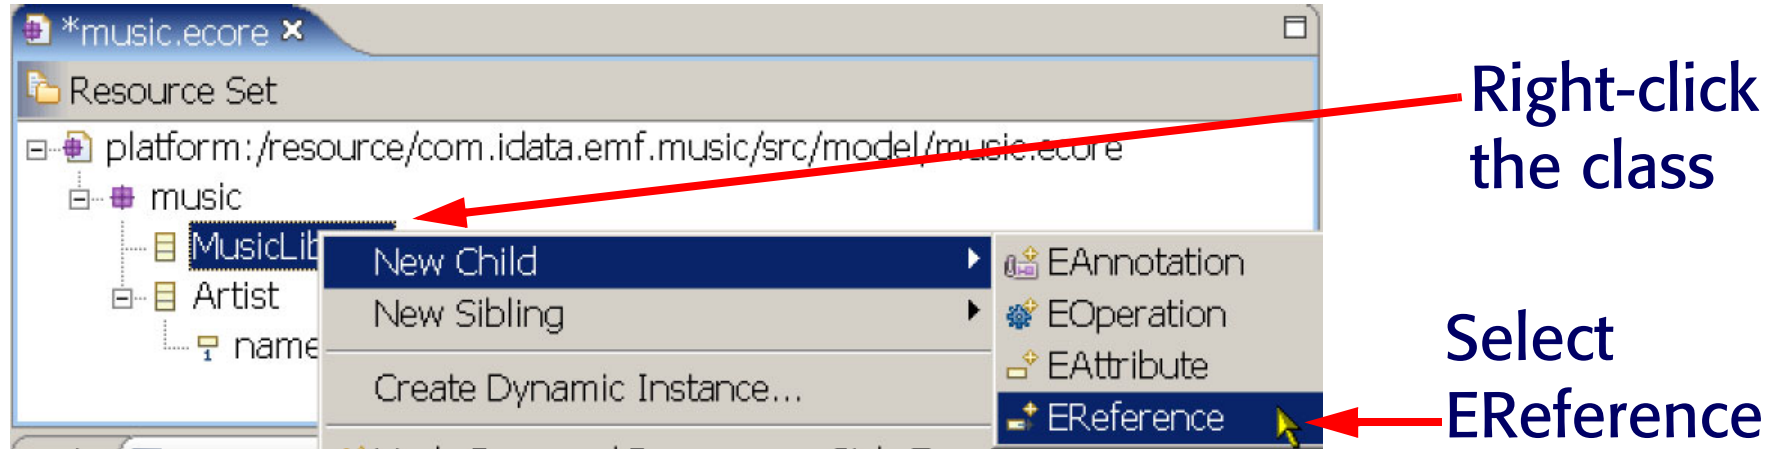 *music.ecore
Resource Set
platform:/resource/com.idata.emf.music/src/model/music.ecore
music
MusicLib
Artist
name
New Child
New Sibling
Create Dynamic Instance...
EAnnotation
EOperation
EAttribute
EReference
Right-click
the class
Select
EReference